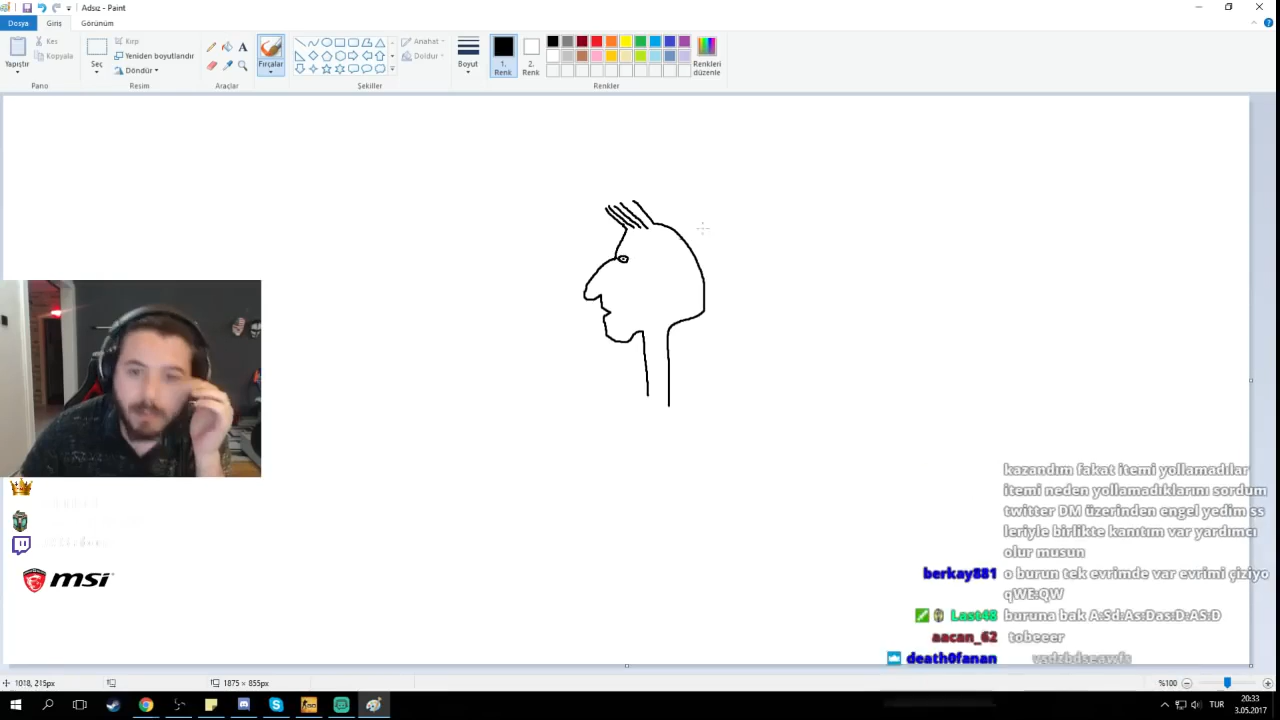 Adsız - Paint
Dosya Giriş Görünüm
Yapıştır
Kes
Kopyala
Pano
Seç
Kırp
Yeniden boyutlandır
Döndür
Resim
A
Araçlar
Fırçalar
Anahat
Doldur
Şekiller
Boyut
1. Renk
2. Renk
Renkleri düzenle
Renkler
msi
kazandım fakat itemi yollamadılar
itemi neden yollamadıklarını sordum
twitter DM üzerinden engel yedim ss
leriyle birlikte kanıtım var yardımcı
olur musun
berkay881 o burun tek evrimde var evrimi çiziyo
qWE:QW
Last48 buruna bak A:Sd:As:Das:D:AS:D
aacan_62 tobeeer
death0fanan vsdzbdseawfs
1018, 215px
1875 × 855px
%100
TUR
20:33
3.05.2017